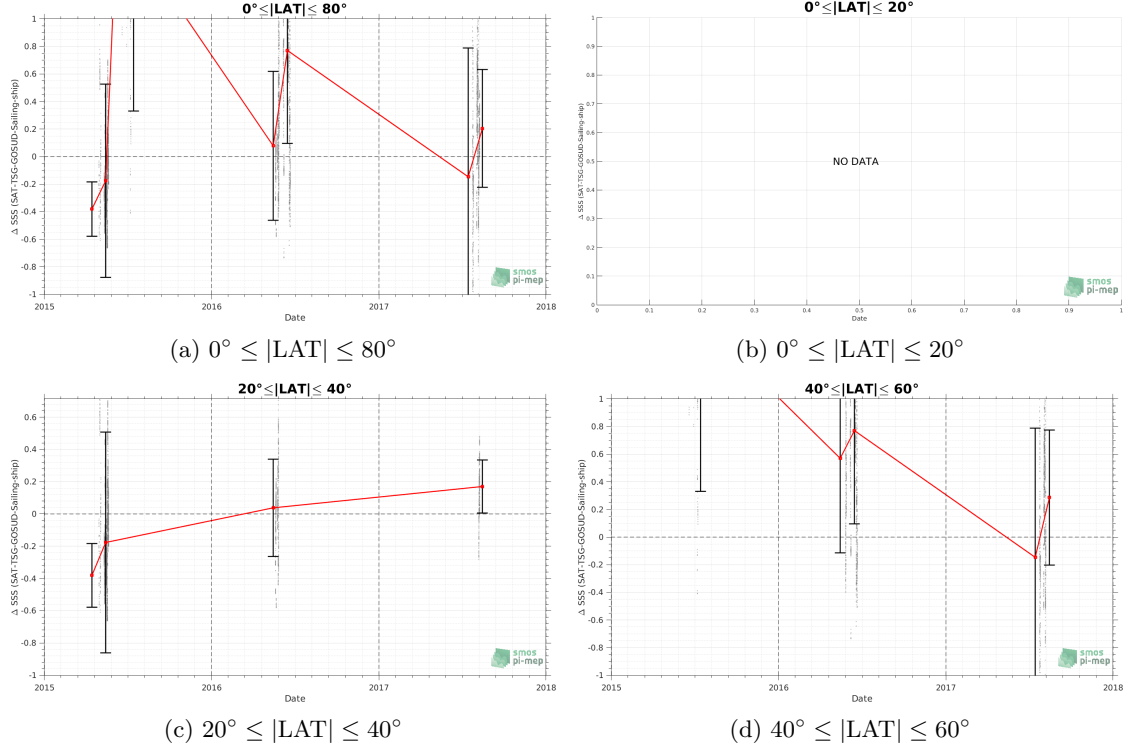 0°≤|LAT|≤ 80°
Δ SSS (SAT-TSG-GOSUD-Sailing-ship)
1
0.8
0.6
0.4
0.2
0
-0.2
-0.4
-0.6
-0.8
-1
2015
2016
2017
2018
Date
smos
pi-mep
(a) 0° ≤ |LAT| ≤ 80°
0°≤|LAT|≤ 20°
Δ SSS (SAT-TSG-GOSUD-Sailing-ship)
1
0.9
0.8
0.7
0.6
0.5
0.4
0.3
0.2
0.1
0
NO DATA
0
0.1
0.2
0.3
0.4
0.5
0.6
0.7
0.8
0.9
1
Date
smos
pi-mep
(b) 0° ≤ |LAT| ≤ 20°
20°≤|LAT|≤ 40°
Δ SSS (SAT-TSG-GOSUD-Sailing-ship)
0.6
0.4
0.2
0
-0.2
-0.4
-0.6
-0.8
-1
2015
2016
2017
2018
Date
smos
pi-mep
(c) 20° ≤ |LAT| ≤ 40°
40°≤|LAT|≤ 60°
Δ SSS (SAT-TSG-GOSUD-Sailing-ship)
1
0.8
0.6
0.4
0.2
0
-0.2
-0.4
-0.6
-0.8
-1
2015
2016
2017
2018
Date
smos
pi-mep
(d) 40° ≤ |LAT| ≤ 60°